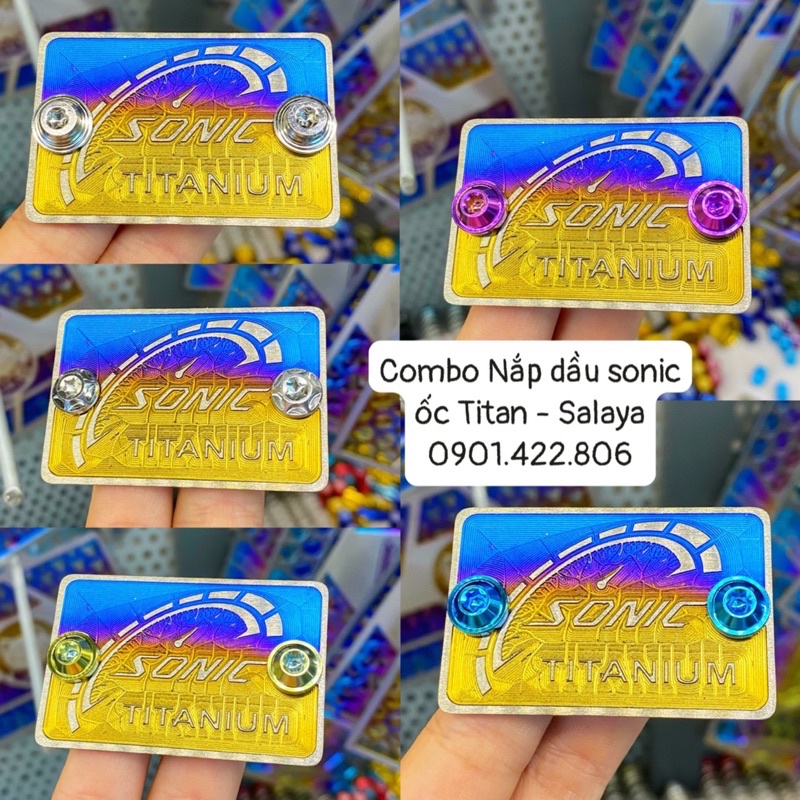 SONIC
TITANIUM
SONIC
TITANIUM
SONIC
TITANIUM
Combo Nắp dầu sonic
ốc Titan - Salaya
0901.422.806
SONIC
TITANIUM
SONIC
TITANIUM